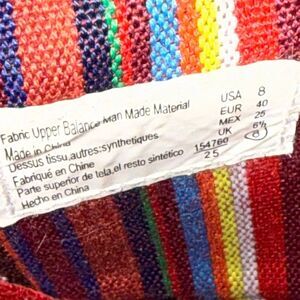 Fabric Upper Balance Man Made Material
Made in China
Dessus tissu,autres:synthetiques
Fabriqué en Chine
Parte superior de tela,el resto sintético
Hecho en China
USA 8
EUR 40
MEX 25
UK 6½
154760
25